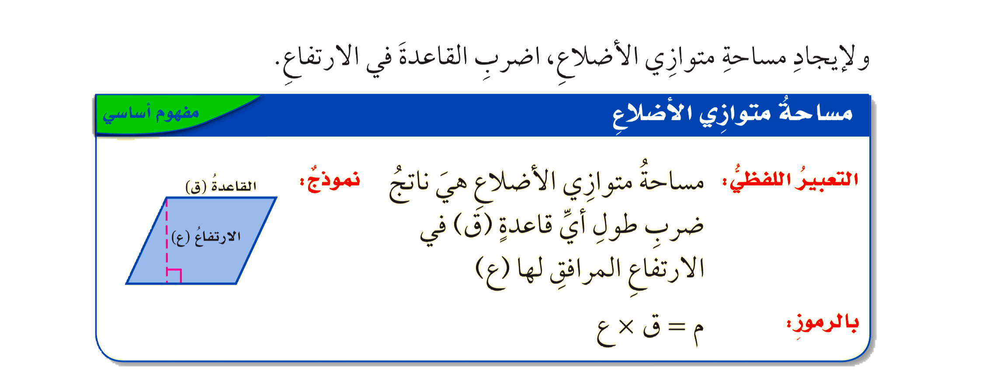 ولإيجادِ مساحةِ متوازِي الأضلاعِ، اضربِ القاعدةَ في الارتفاعِ.
مساحةُ متوازِي الأضلاعِ
مفهوم أساسي
التعبيرُ اللفظيُّ:
مساحةُ متوازِي الأضلاعِ هيَ ناتجُ
ضربِ طولِ أيِّ قاعدةٍ (ق) في
الارتفاعِ المرافقِ لها (ع)
نموذجٌ:
القاعدةُ (ق)
الارتفاعُ (ع)
بالرموزِ:
م = ق × ع